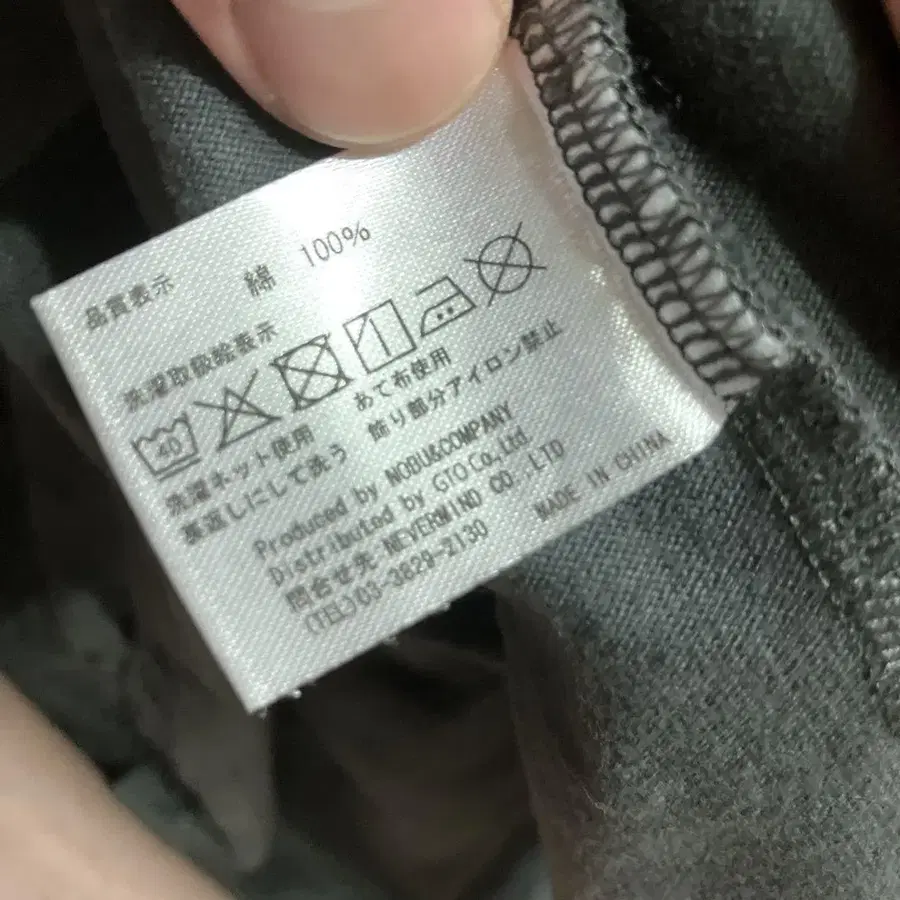 品質表示 綿 100%
洗濯取扱絵表示
40
洗濯ネット使用 あて布使用
裏返しにして洗う 飾り部分アイロン禁止
Produced by NOBU&COMPANY
Distributed by GTO Co,Ltd.
問合せ先:NEVERMIND CO.,LTD
(TEL)03-3829-2130 MADE IN CHINA